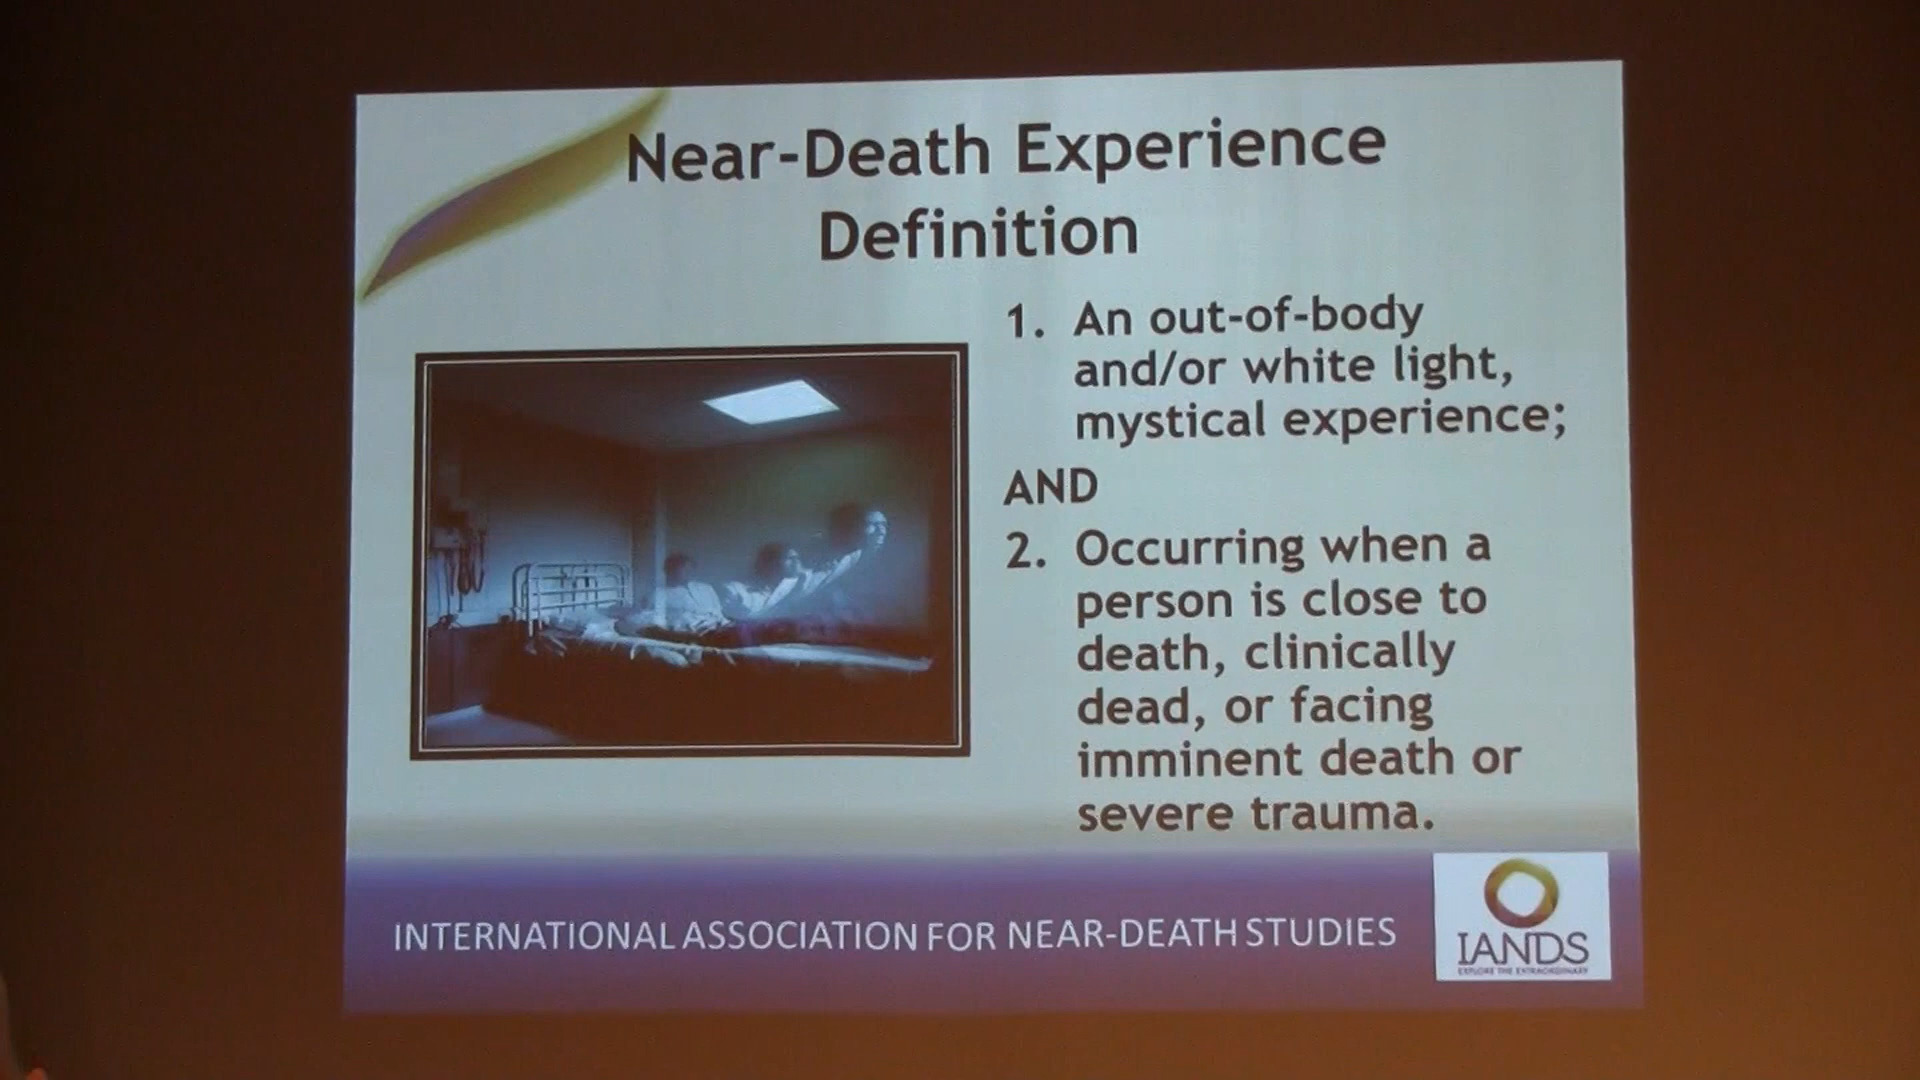 Near-Death Experience
Definition
1. An out-of-body
and/or white light,
mystical experience;
AND
2. Occurring when a
person is close to
death, clinically
dead, or facing
imminent death or
severe trauma.
INTERNATIONAL ASSOCIATION FOR NEAR-DEATH STUDIES
IANDS
EXPLORE THE EXTRAORDINARY